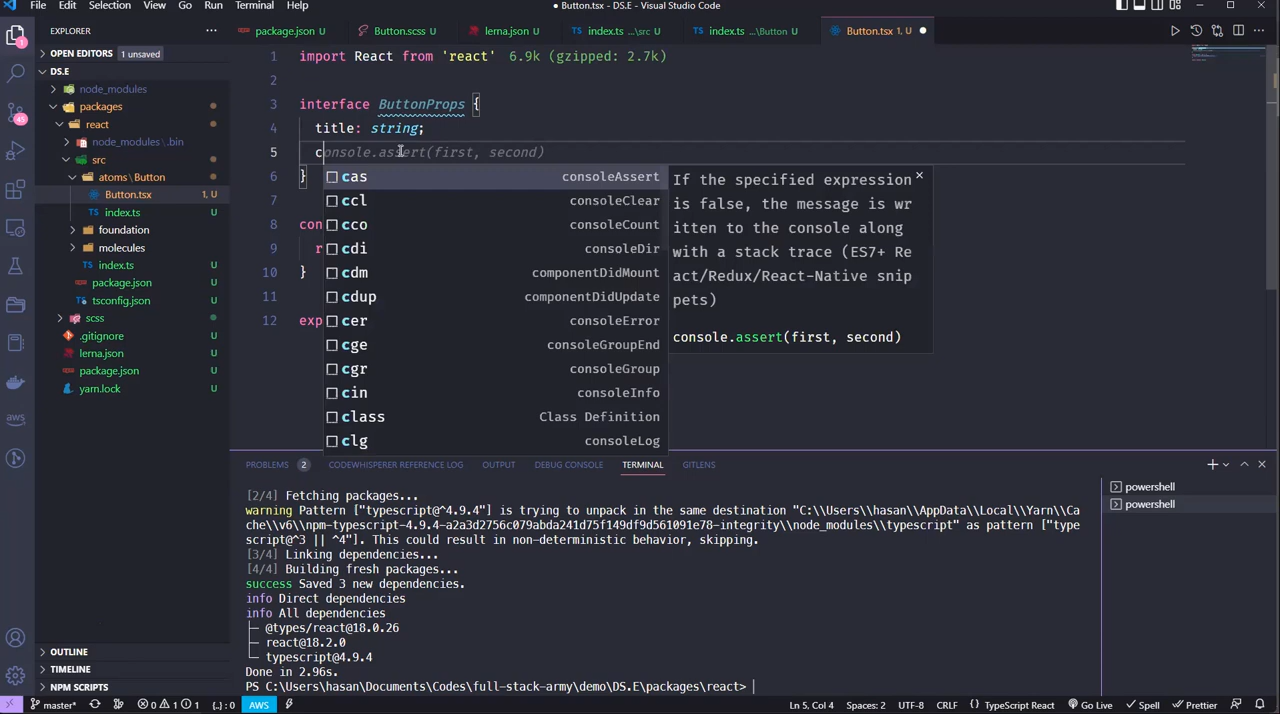 File Edit Selection View Go Run Terminal Help
● Button.tsx - DS.E - Visual Studio Code
EXPLORER
package.json U
Button.scss U
lerna.json U
index.ts ...\src U
index.ts ...\Button U
Button.tsx 1, U
OPEN EDITORS 1 unsaved
DS.E
node_modules
packages
react
node_modules\.bin
src
atoms\Button
Button.tsx 1, U
index.ts U
foundation
molecules
index.ts U
package.json U
tsconfig.json U
scss
.gitignore U
lerna.json U
package.json U
yarn.lock U
OUTLINE
TIMELINE
NPM SCRIPTS
1 import React from 'react' 6.9k (gzipped: 2.7k)
2
3 interface ButtonProps {
4 title: string;
5 console.assert(first, second)
6 }
7
8 con
9 r
10 }
11
12 exp
cas consoleAssert
ccl consoleClear
cco consoleCount
cdi consoleDir
cdm componentDidMount
cdup componentDidUpdate
cer consoleError
cge consoleGroupEnd
cgr consoleGroup
cin consoleInfo
class Class Definition
clg consoleLog
If the specified expression
is false, the message is wr
itten to the console along
with a stack trace (ES7+ Re
act/Redux/React-Native snip
pets)
console.assert(first, second)
PROBLEMS 2 CODEWHISPERER REFERENCE LOG OUTPUT DEBUG CONSOLE TERMINAL GITLENS
[2/4] Fetching packages...
warning Pattern ["typescript@^4.9.4"] is trying to unpack in the same destination "C:\\Users\\hasan\\AppData\\Local\\Yarn\\Ca
che\\v6\\npm-typescript-4.9.4-a2a3d2756c079abda241d75f149df9d561091e78-integrity\\node_modules\\typescript" as pattern ["type
script@^3 || ^4"]. This could result in non-deterministic behavior, skipping.
[3/4] Linking dependencies...
[4/4] Building fresh packages...
success Saved 3 new dependencies.
info Direct dependencies
info All dependencies
├─ @types/react@18.0.26
├─ react@18.2.0
└─ typescript@4.9.4
Done in 2.96s.
PS C:\Users\hasan\Documents\Codes\full-stack-army\demo\DS.E\packages\react>
powershell
powershell
1
45
aws
master* 0 1 1 {..} : 0 AWS
Ln 5, Col 4 Spaces: 2 UTF-8 CRLF {} TypeScript React Go Live Spell Prettier